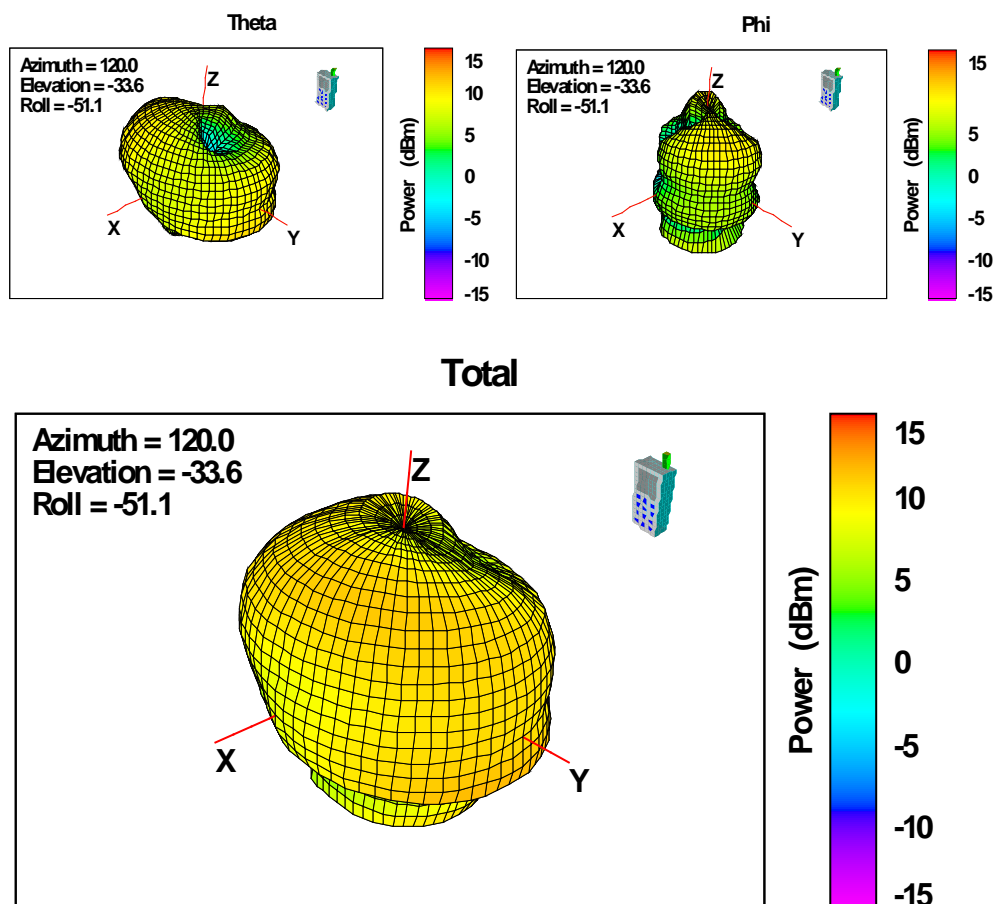 Theta
Azimuth = 120.0
Elevation = -33.6
Roll = -51.1
Z
X
Y
Power (dBm)
15
10
5
0
-5
-10
-15
Phi
Azimuth = 120.0
Elevation = -33.6
Roll = -51.1
Z
X
Y
Power (dBm)
15
10
5
0
-5
-10
-15
Total
Azimuth = 120.0
Elevation = -33.6
Roll = -51.1
Z
X
Y
Power (dBm)
15
10
5
0
-5
-10
-15